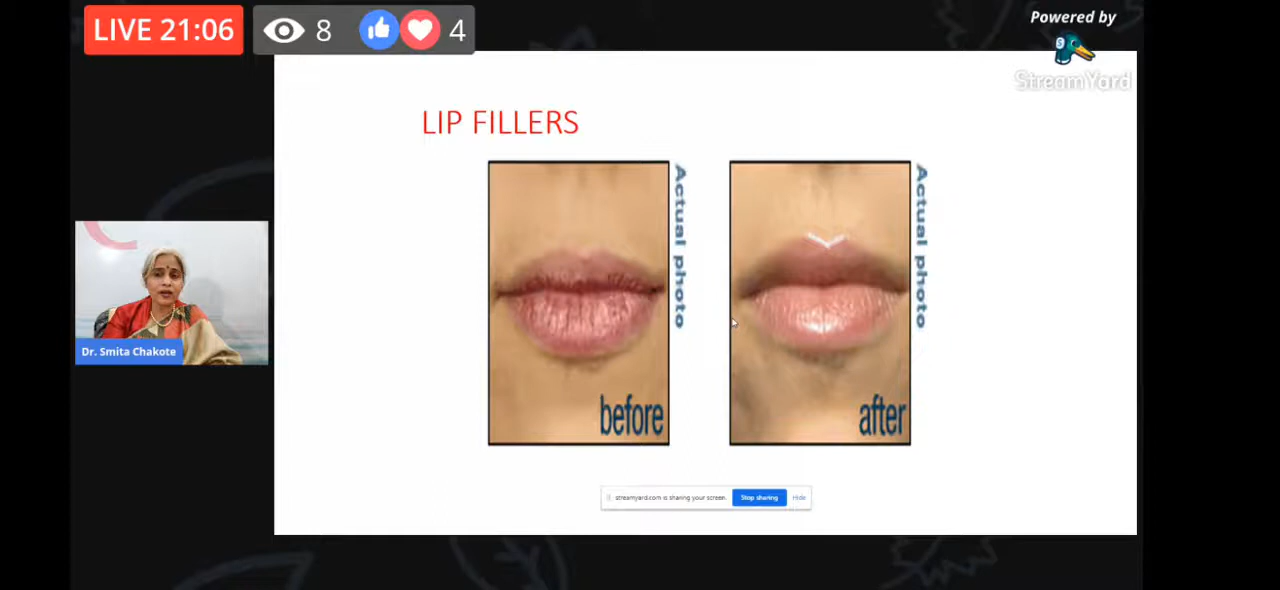 LIVE 21:06
8
4
Powered by
StreamYard
LIP FILLERS
Actual photo
before
Actual photo
after
Dr. Smita Chakote
streamyard.com is sharing your screen.
Stop sharing
Hide